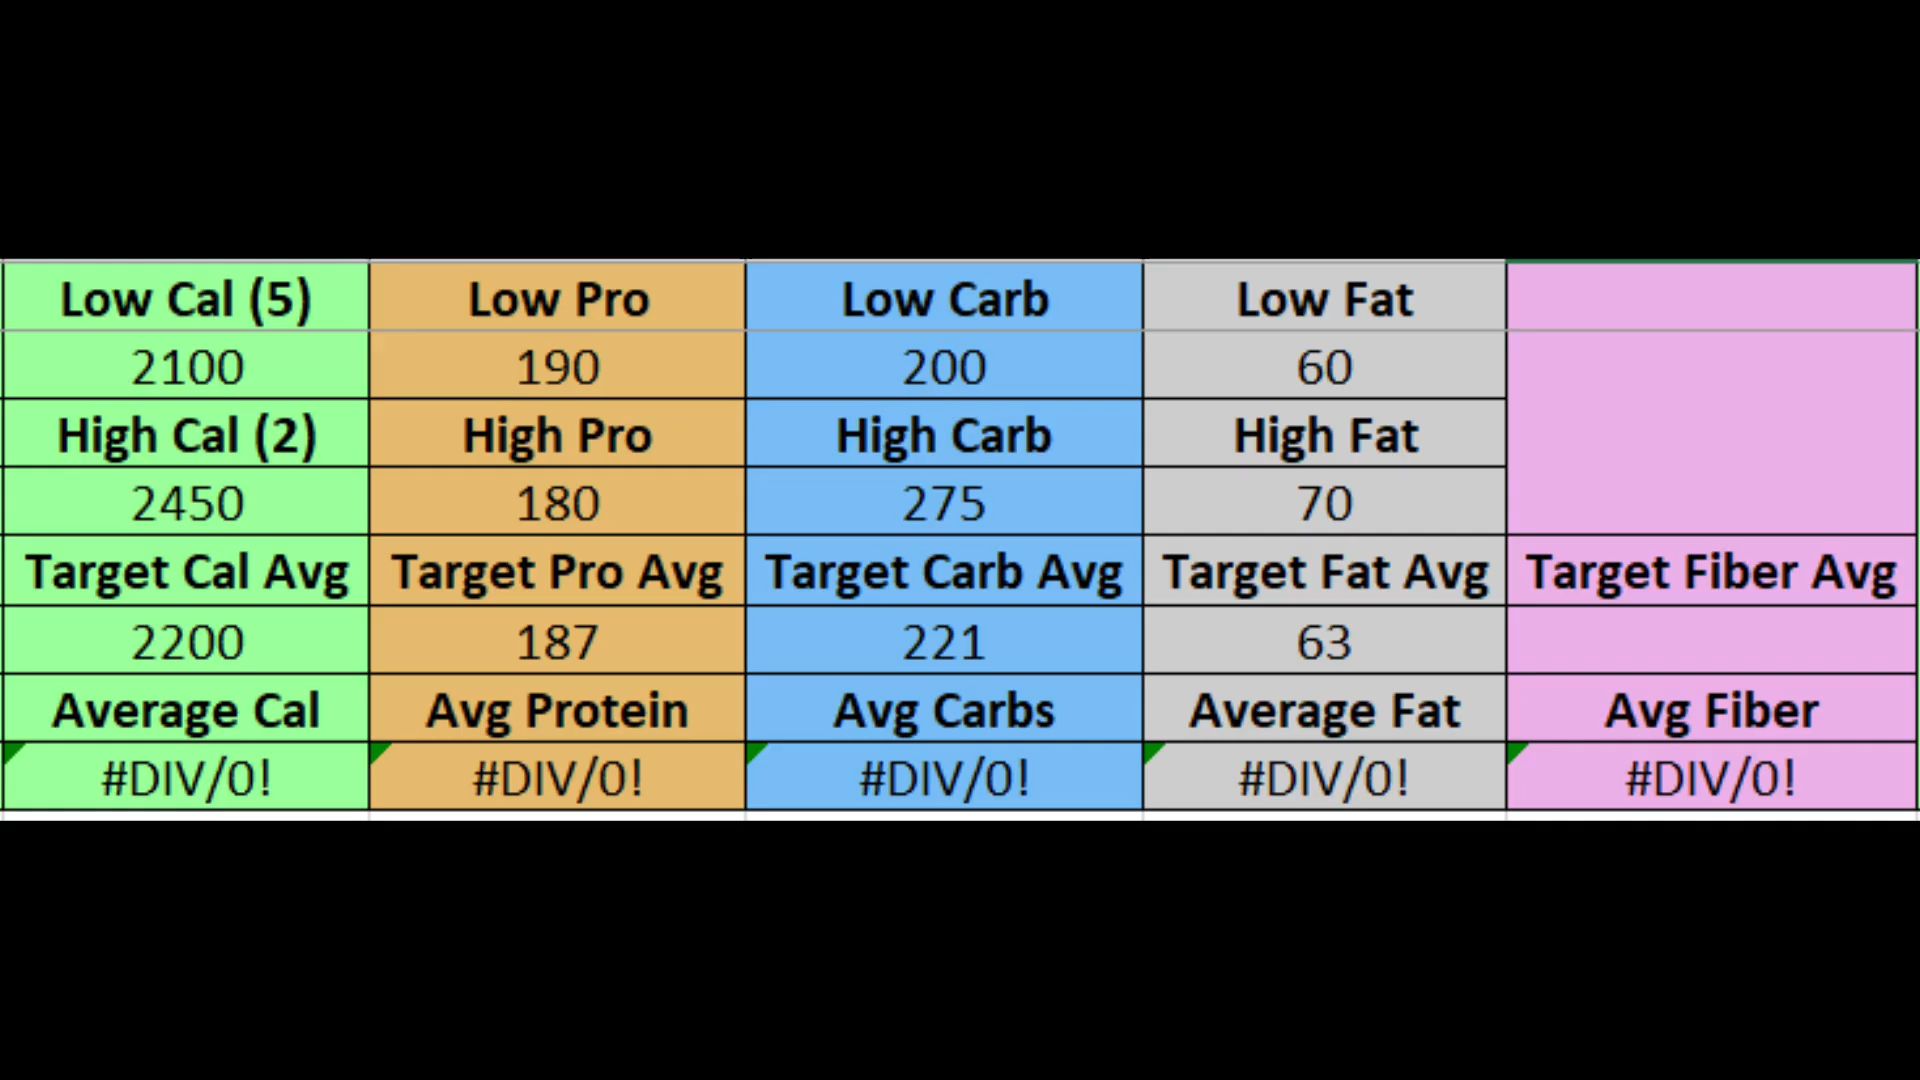 Low Cal (5) Low Pro Low Carb Low Fat
2100 190 200 60
High Cal (2) High Pro High Carb High Fat
2450 180 275 70
Target Cal Avg Target Pro Avg Target Carb Avg Target Fat Avg Target Fiber Avg
2200 187 221 63
Average Cal Avg Protein Avg Carbs Average Fat Avg Fiber
#DIV/0! #DIV/0! #DIV/0! #DIV/0! #DIV/0!